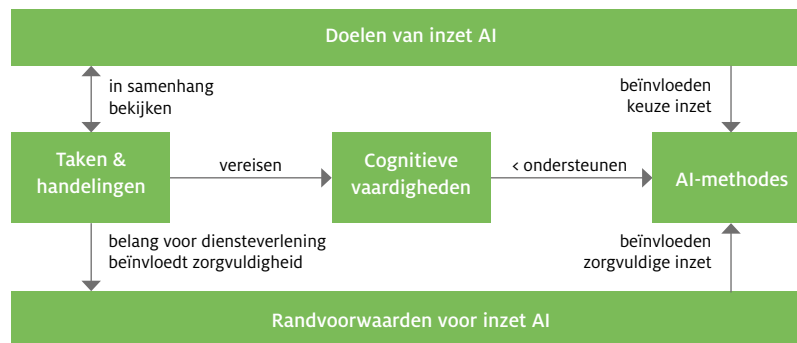 Doelen van inzet AI
in samenhang
bekijken
beïnvloeden
keuze inzet
Taken &
handelingen
vereisen
Cognitieve
vaardigheden
< ondersteunen
AI-methodes
belang voor diensteverlening
beïnvloedt zorgvuldigheid
beïnvloeden
zorgvuldige inzet
Randvoorwaarden voor inzet AI